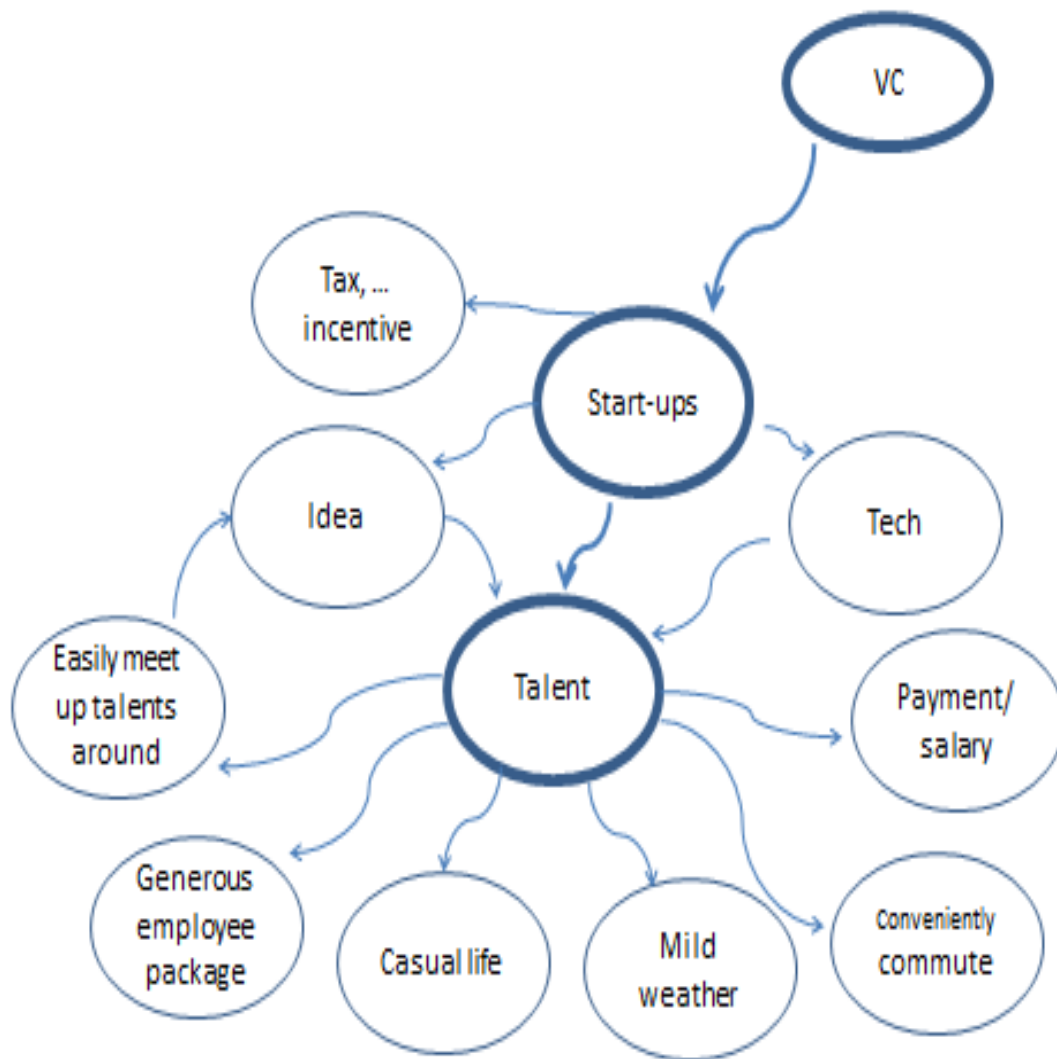 VC
Tax, ...
incentive
Start-ups
Idea
Tech
Easily meet
up talents
around
Talent
Payment/
salary
Generous
employee
package
Casual life
Mild
weather
Conveniently
commute